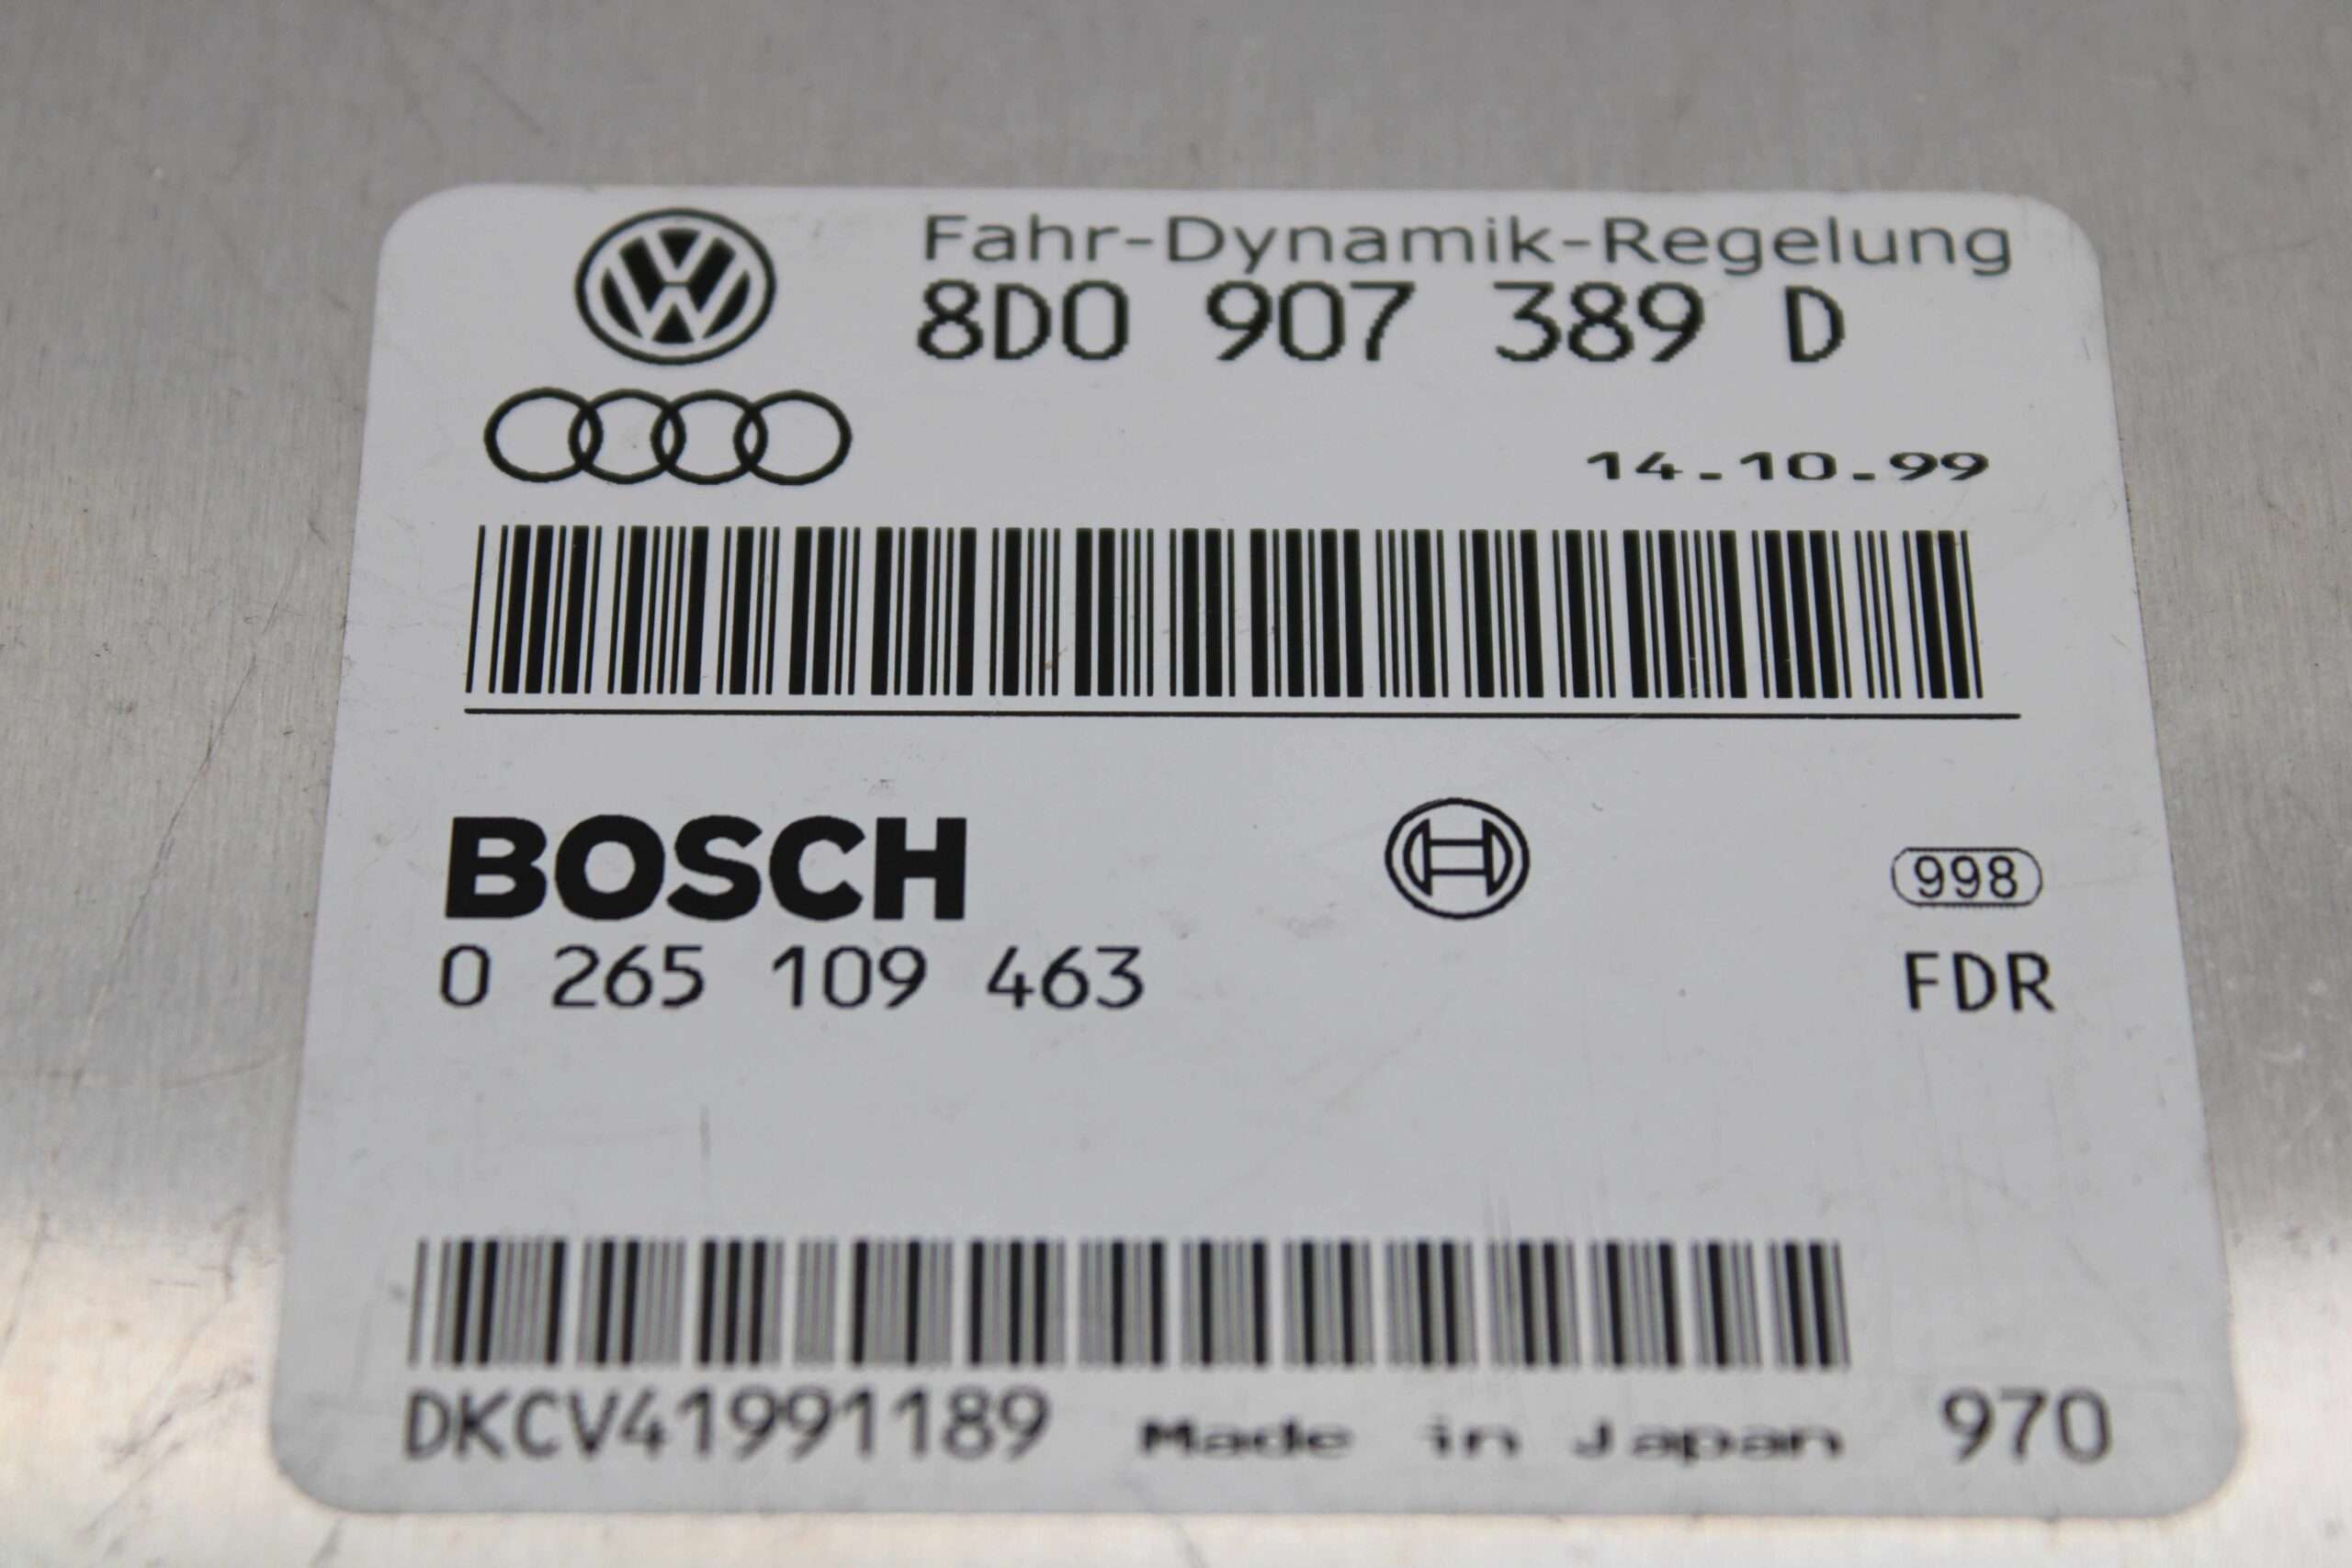 Fahr-Dynamik-Regelung
8D0 907 389 D
14.10.99
BOSCH
998
0 265 109 463
FDR
DKCV41991189 Made in Japan 970